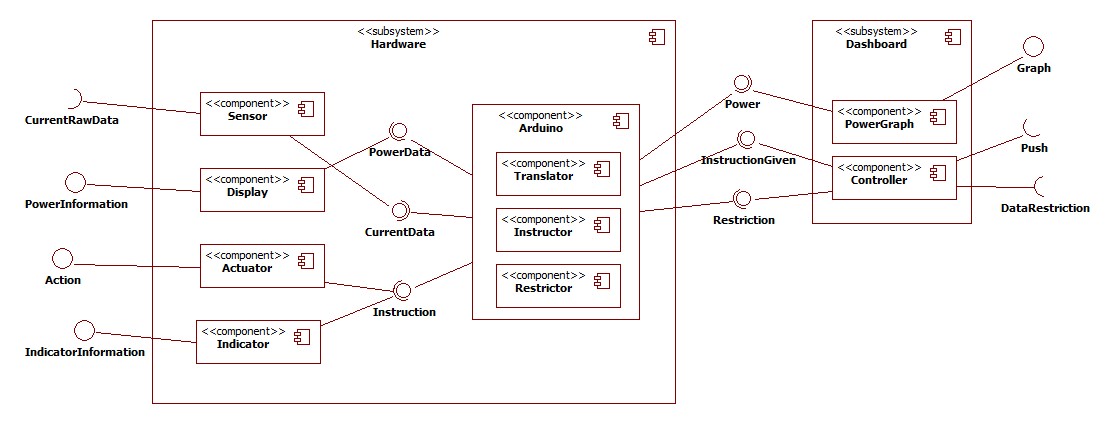 <<subsystem>>
Hardware
<<subsystem>>
Dashboard
Graph
CurrentRawData
<<component>>
Sensor
<<component>>
Arduino
Power
<<component>>
PowerGraph
PowerData
Push
<<component>>
Translator
InstructionGiven
<<component>>
Controller
PowerInformation
<<component>>
Display
DataRestriction
CurrentData
<<component>>
Instructor
Restriction
Action
<<component>>
Actuator
<<component>>
Restrictor
Instruction
IndicatorInformation
<<component>>
Indicator